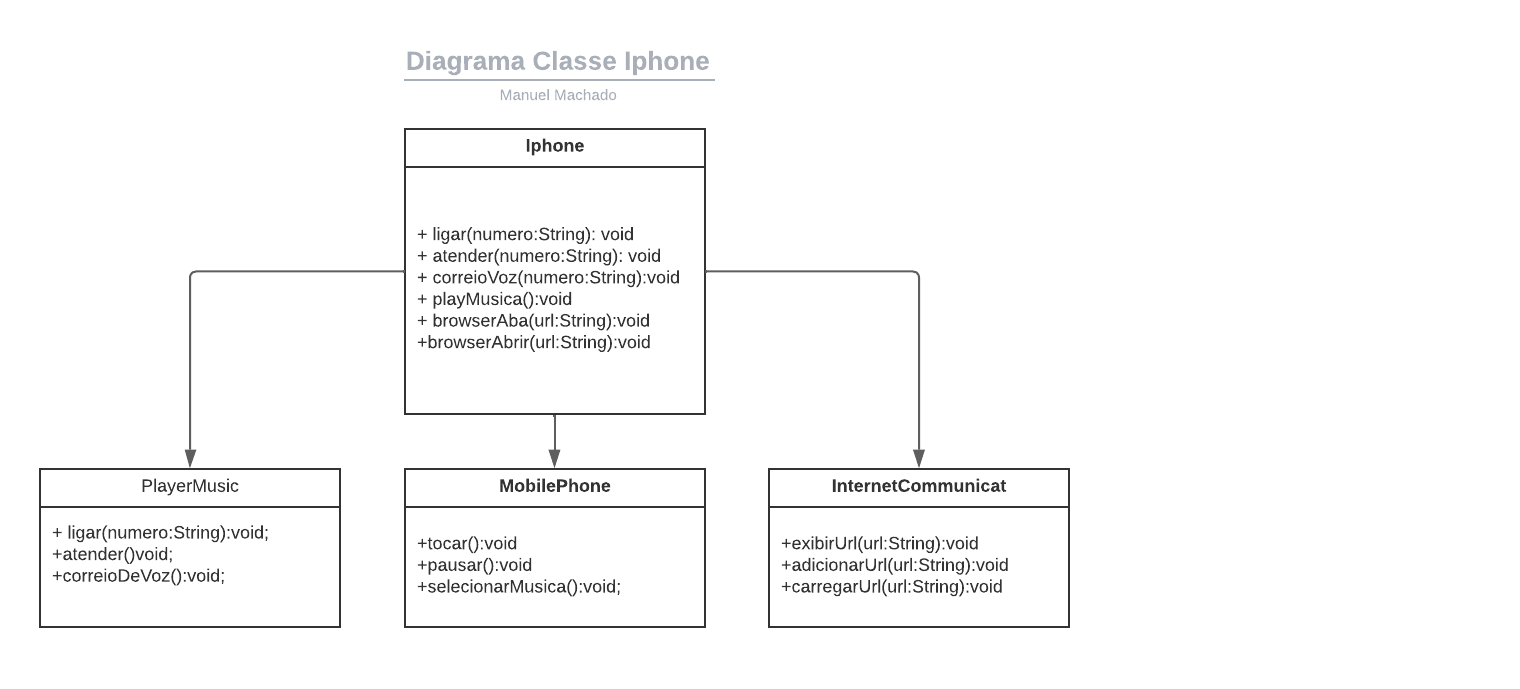 Diagrama Classe Iphone
Manuel Machado
Iphone
+ ligar(numero:String): void
+ atender(numero:String): void
+ correioVoz(numero:String):void
+ playMusica():void
+ browserAba(url:String):void
+browserAbrir(url:String):void
PlayerMusic
+ ligar(numero:String):void;
+atender()void;
+correioDeVoz():void;
MobilePhone
+tocar():void
+pausar():void
+selecionarMusica():void;
InternetCommunicat
+exibirUrl(url:String):void
+adicionarUrl(url:String):void
+carregarUrl(url:String):void